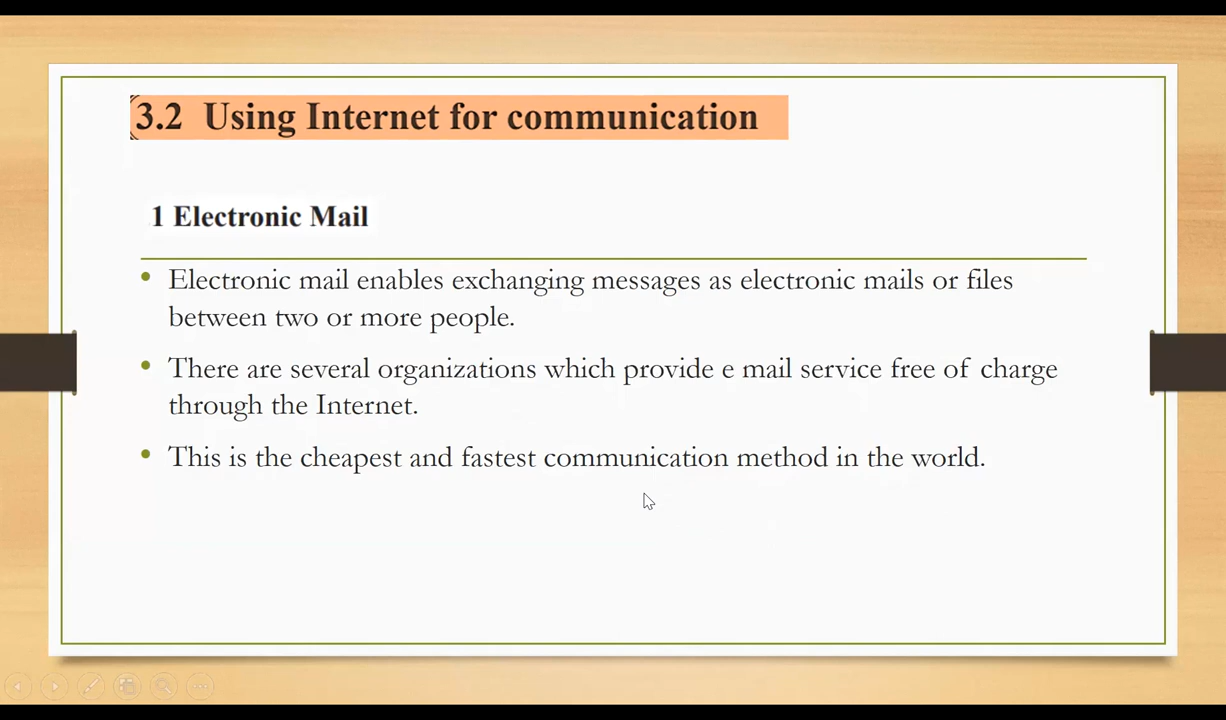 3.2 Using Internet for communication
1 Electronic Mail
• Electronic mail enables exchanging messages as electronic mails or files
between two or more people.
• There are several organizations which provide e mail service free of charge
through the Internet.
• This is the cheapest and fastest communication method in the world.